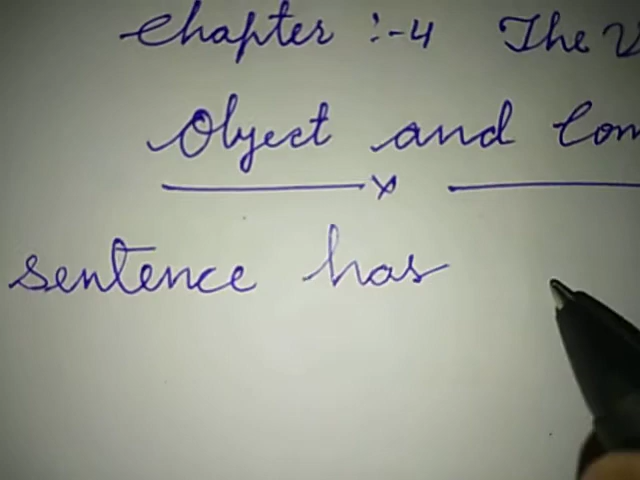 Chapter :-4 The
Object and
sentence has